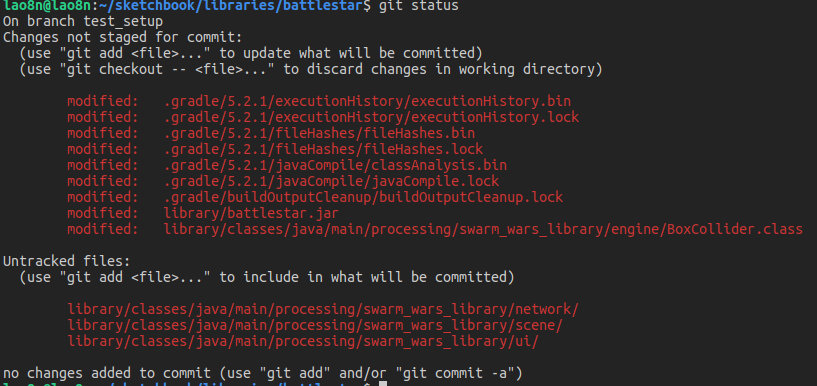 lao8n@lao8n:~/sketchbook/libraries/battlestar$ git status
On branch test_setup
Changes not staged for commit:
(use "git add <file>..." to update what will be committed)
(use "git checkout -- <file>..." to discard changes in working directory)
modified: .gradle/5.2.1/executionHistory/executionHistory.bin
modified: .gradle/5.2.1/executionHistory/executionHistory.lock
modified: .gradle/5.2.1/fileHashes/fileHashes.bin
modified: .gradle/5.2.1/fileHashes/fileHashes.lock
modified: .gradle/5.2.1/javaCompile/classAnalysis.bin
modified: .gradle/5.2.1/javaCompile/javaCompile.lock
modified: .gradle/buildOutputCleanup/buildOutputCleanup.lock
modified: library/battlestar.jar
modified: library/classes/java/main/processing/swarm_wars_library/engine/BoxCollider.class
Untracked files:
(use "git add <file>..." to include in what will be committed)
library/classes/java/main/processing/swarm_wars_library/network/
library/classes/java/main/processing/swarm_wars_library/scene/
library/classes/java/main/processing/swarm_wars_library/ui/
no changes added to commit (use "git add" and/or "git commit -a")